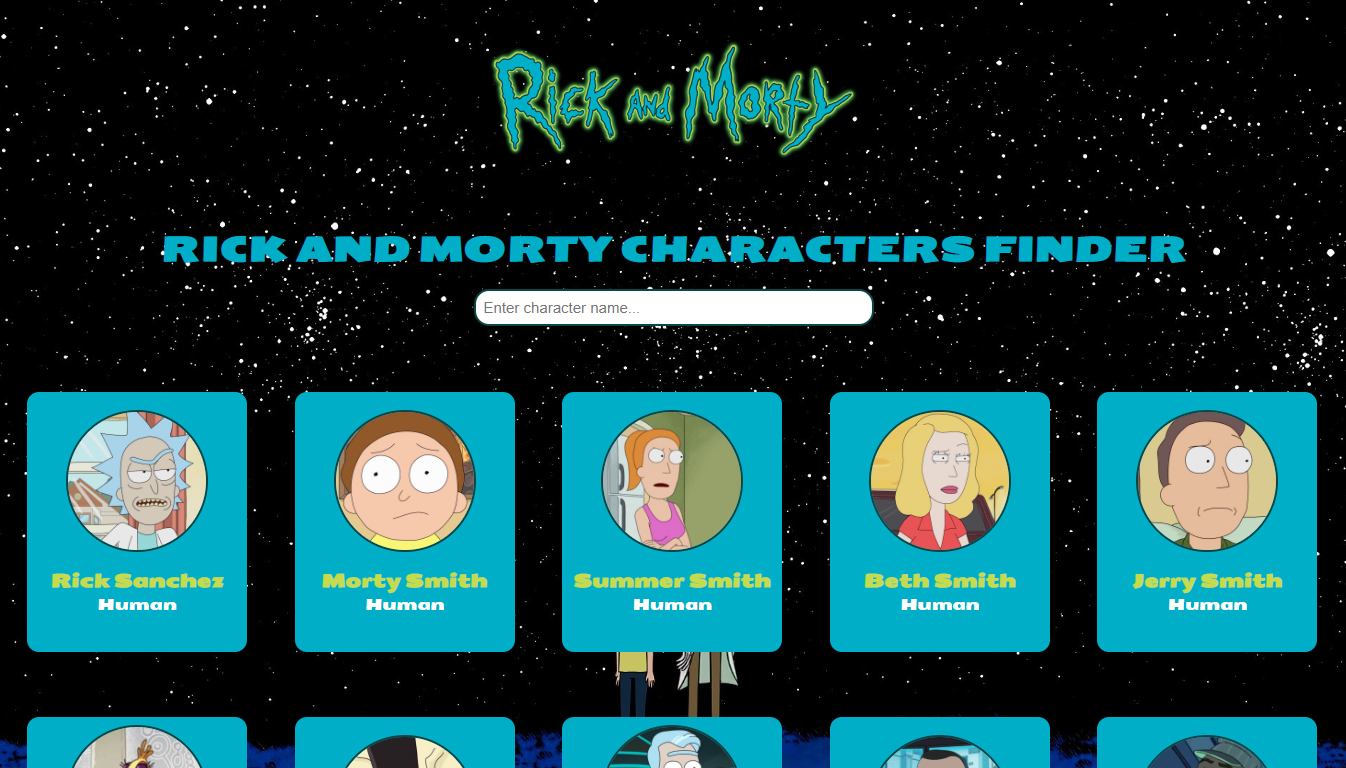 Rick and Morty
RICK AND MORTY CHARACTERS FINDER
Enter character name...
Rick Sanchez
Human
Morty Smith
Human
Summer Smith
Human
Beth Smith
Human
Jerry Smith
Human